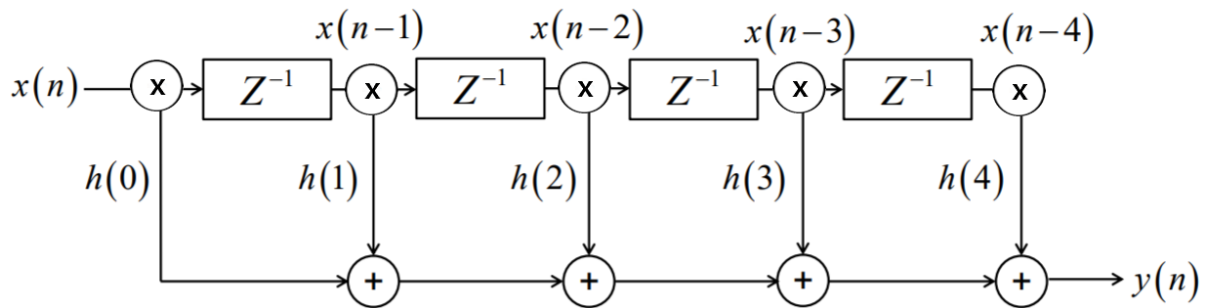 x(n−1) x(n−2) x(n−3) x(n−4)
x(n) x Z⁻¹ x Z⁻¹ x Z⁻¹ x Z⁻¹ x
h(0) h(1) h(2) h(3) h(4)
+ + + + y(n)